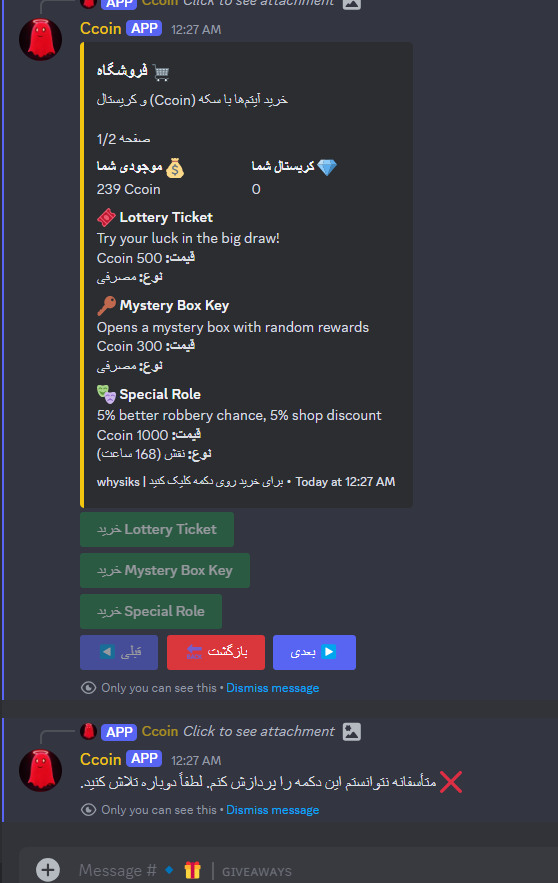 APP Ccoin Click to see attachment
Ccoin APP 12:27 AM
فروشگاه
خرید آیتم‌ها با سکه (Ccoin) و کریستال
صفحه 1/2
موجودی شما
239 Ccoin
کریستال شما
0
Lottery Ticket
Try your luck in the big draw!
قیمت: 500 Ccoin
نوع: مصرفی
Mystery Box Key
Opens a mystery box with random rewards
قیمت: 300 Ccoin
نوع: مصرفی
Special Role
5% better robbery chance, 5% shop discount
قیمت: 1000 Ccoin
نوع: نقش (168 ساعت)
whysiks | برای خرید روی دکمه کلیک کنید • Today at 12:27 AM
خرید Lottery Ticket
خرید Mystery Box Key
خرید Special Role
قبلی
بازگشت
بعدی
Only you can see this • Dismiss message
APP Ccoin Click to see attachment
Ccoin APP 12:27 AM
متأسفانه نتوانستم این دکمه را پردازش کنم. لطفاً دوباره تلاش کنید.
Only you can see this • Dismiss message
Message # | GIVEAWAYS